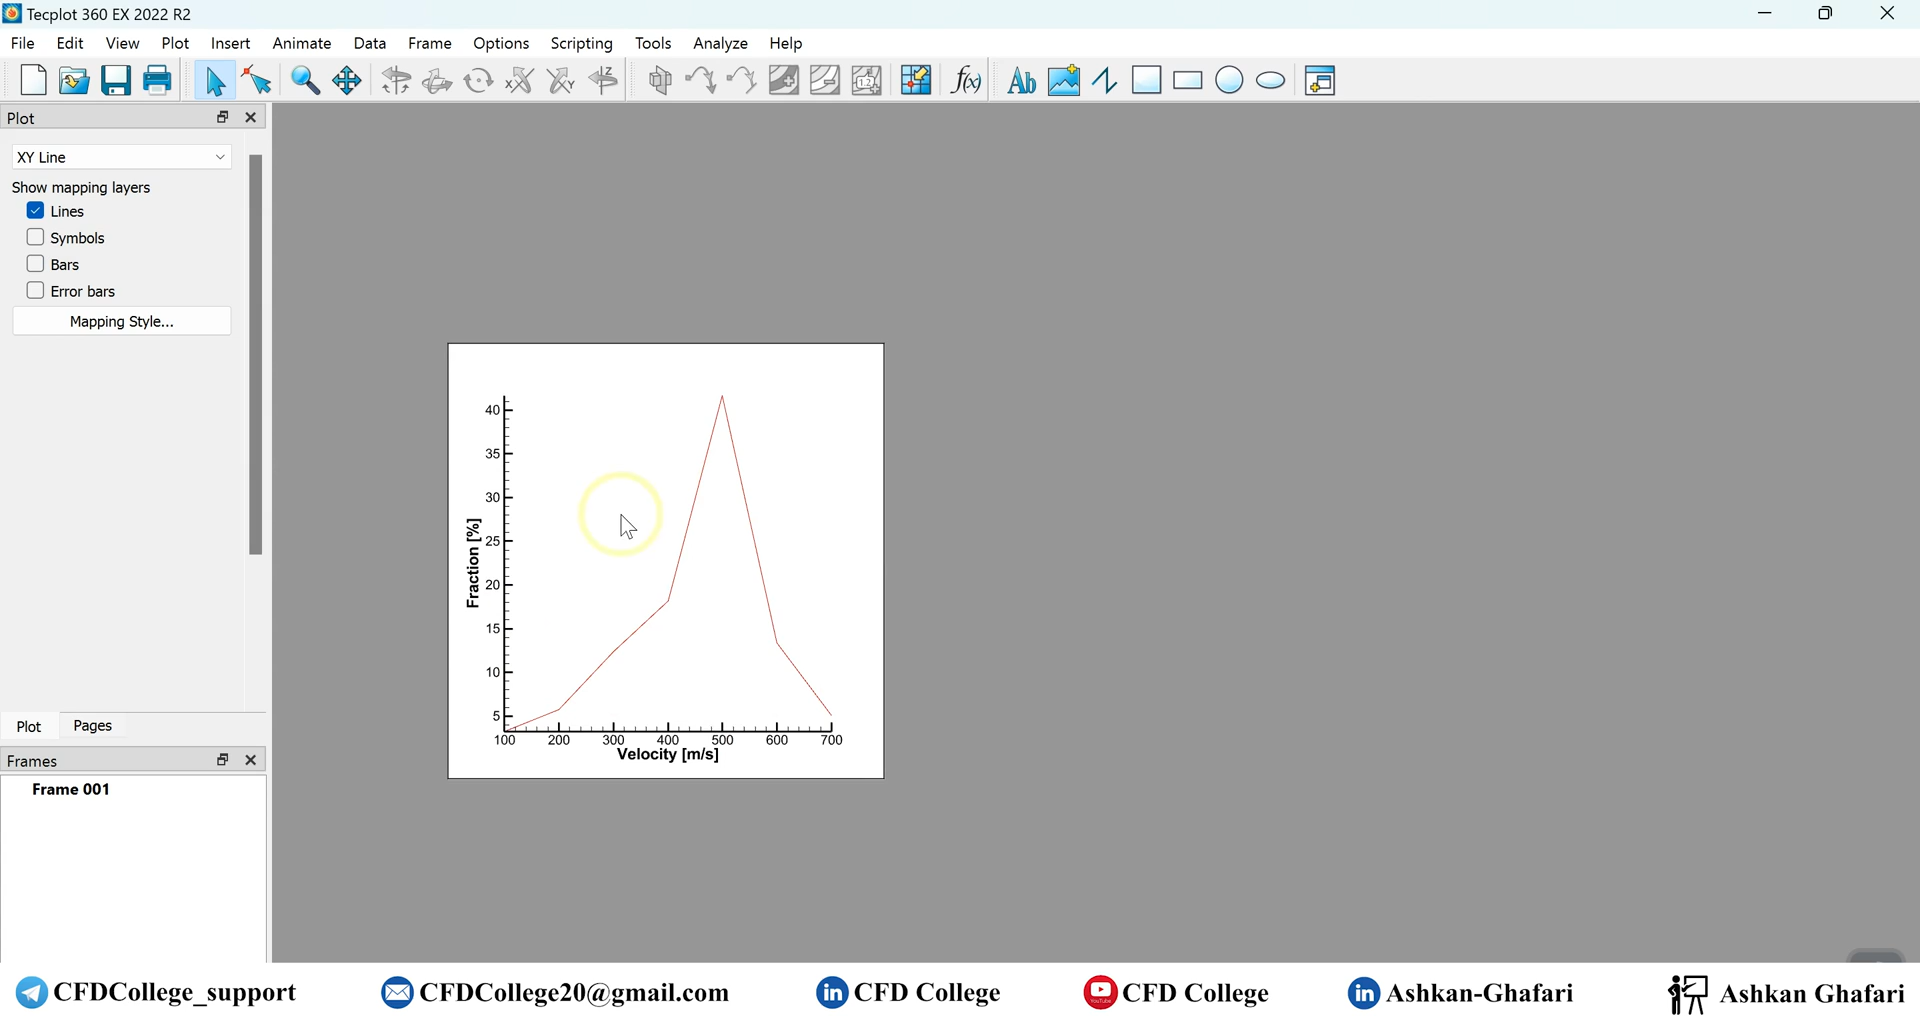 Tecplot 360 EX 2022 R2
File Edit View Plot Insert Animate Data Frame Options Scripting Tools Analyze Help
Ab
Plot
XY Line
Show mapping layers
Lines
Symbols
Bars
Error bars
Mapping Style...
Plot Pages
Frames
Frame 001
40
35
30
25
20
15
10
5
Fraction [%]
100 200 300 400 500 600 700
Velocity [m/s]
CFDCollege_support CFDCollege20@gmail.com CFD College CFD College Ashkan-Ghafari Ashkan Ghafari